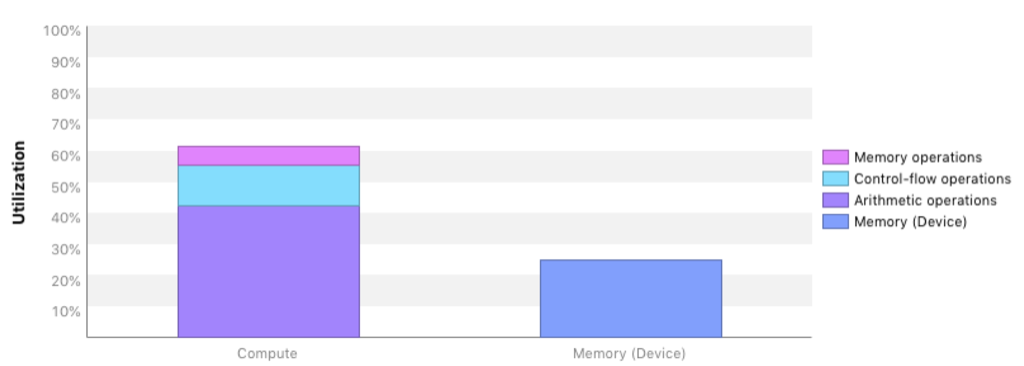 Utilization
100%
90%
80%
70%
60%
50%
40%
30%
20%
10%
Compute
Memory (Device)
Memory operations
Control-flow operations
Arithmetic operations
Memory (Device)